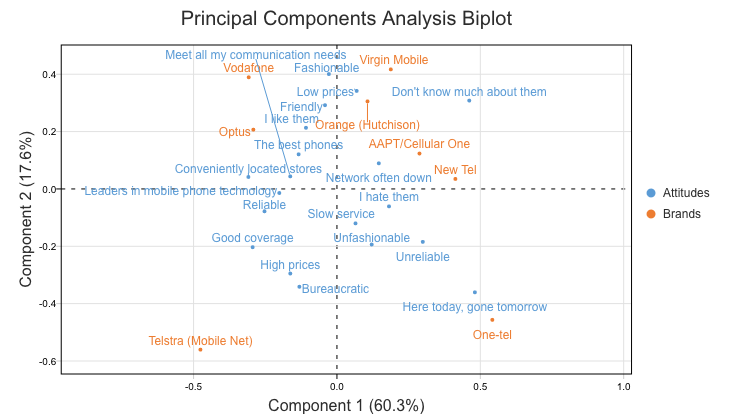 Principal Components Analysis Biplot
Meet all my communication needs
Vodafone
Fashionable
Virgin Mobile
0.4
Low prices
Don't know much about them
Friendly
I like them
Orange (Hutchison)
Optus
0.2
The best phones
AAPT/Cellular One
Conveniently located stores
Network often down
New Tel
0.0
Leaders in mobile phone technology
I hate them
Reliable
Slow service
Good coverage
Unfashionable
-0.2
Unreliable
High prices
Bureaucratic
Here today, gone tomorrow
-0.4
Telstra (Mobile Net)
One-tel
-0.6
-0.5
0.0
0.5
1.0
Component 1 (60.3%)
Component 2 (17.6%)
Attitudes
Brands